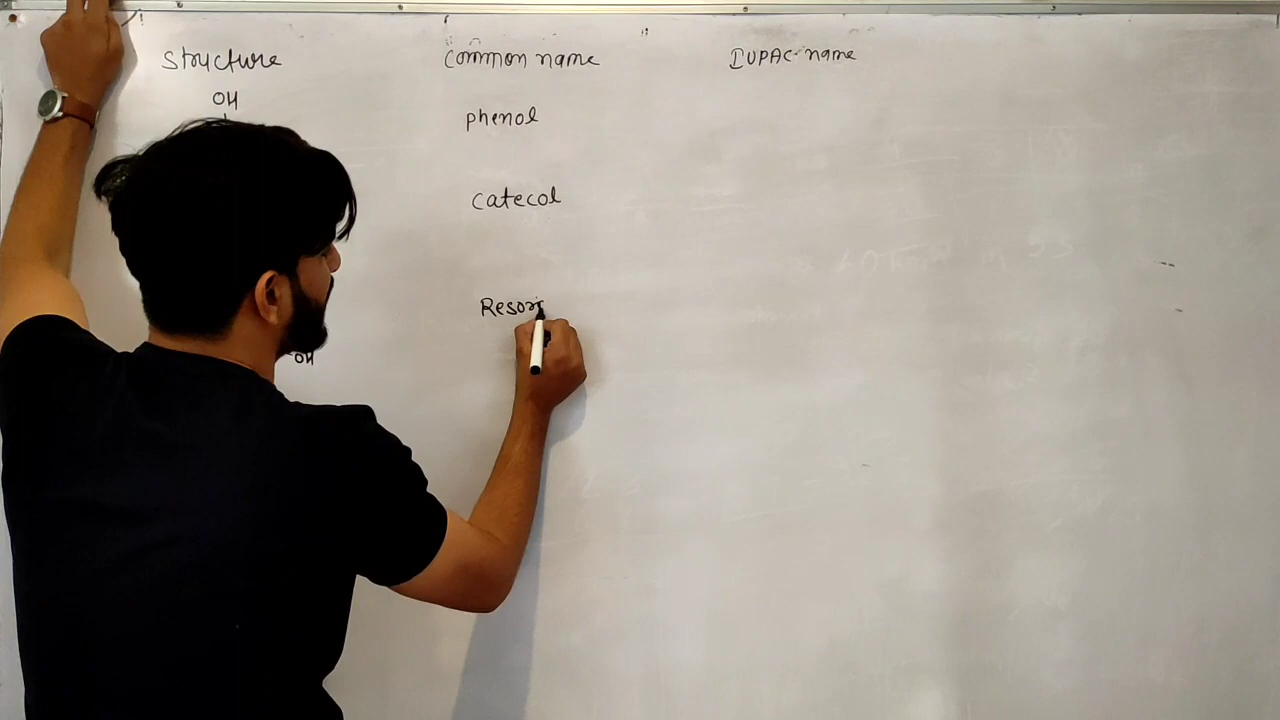 Structure Common name IUPAC name
OH
phenol
Catecol
Resor
OH